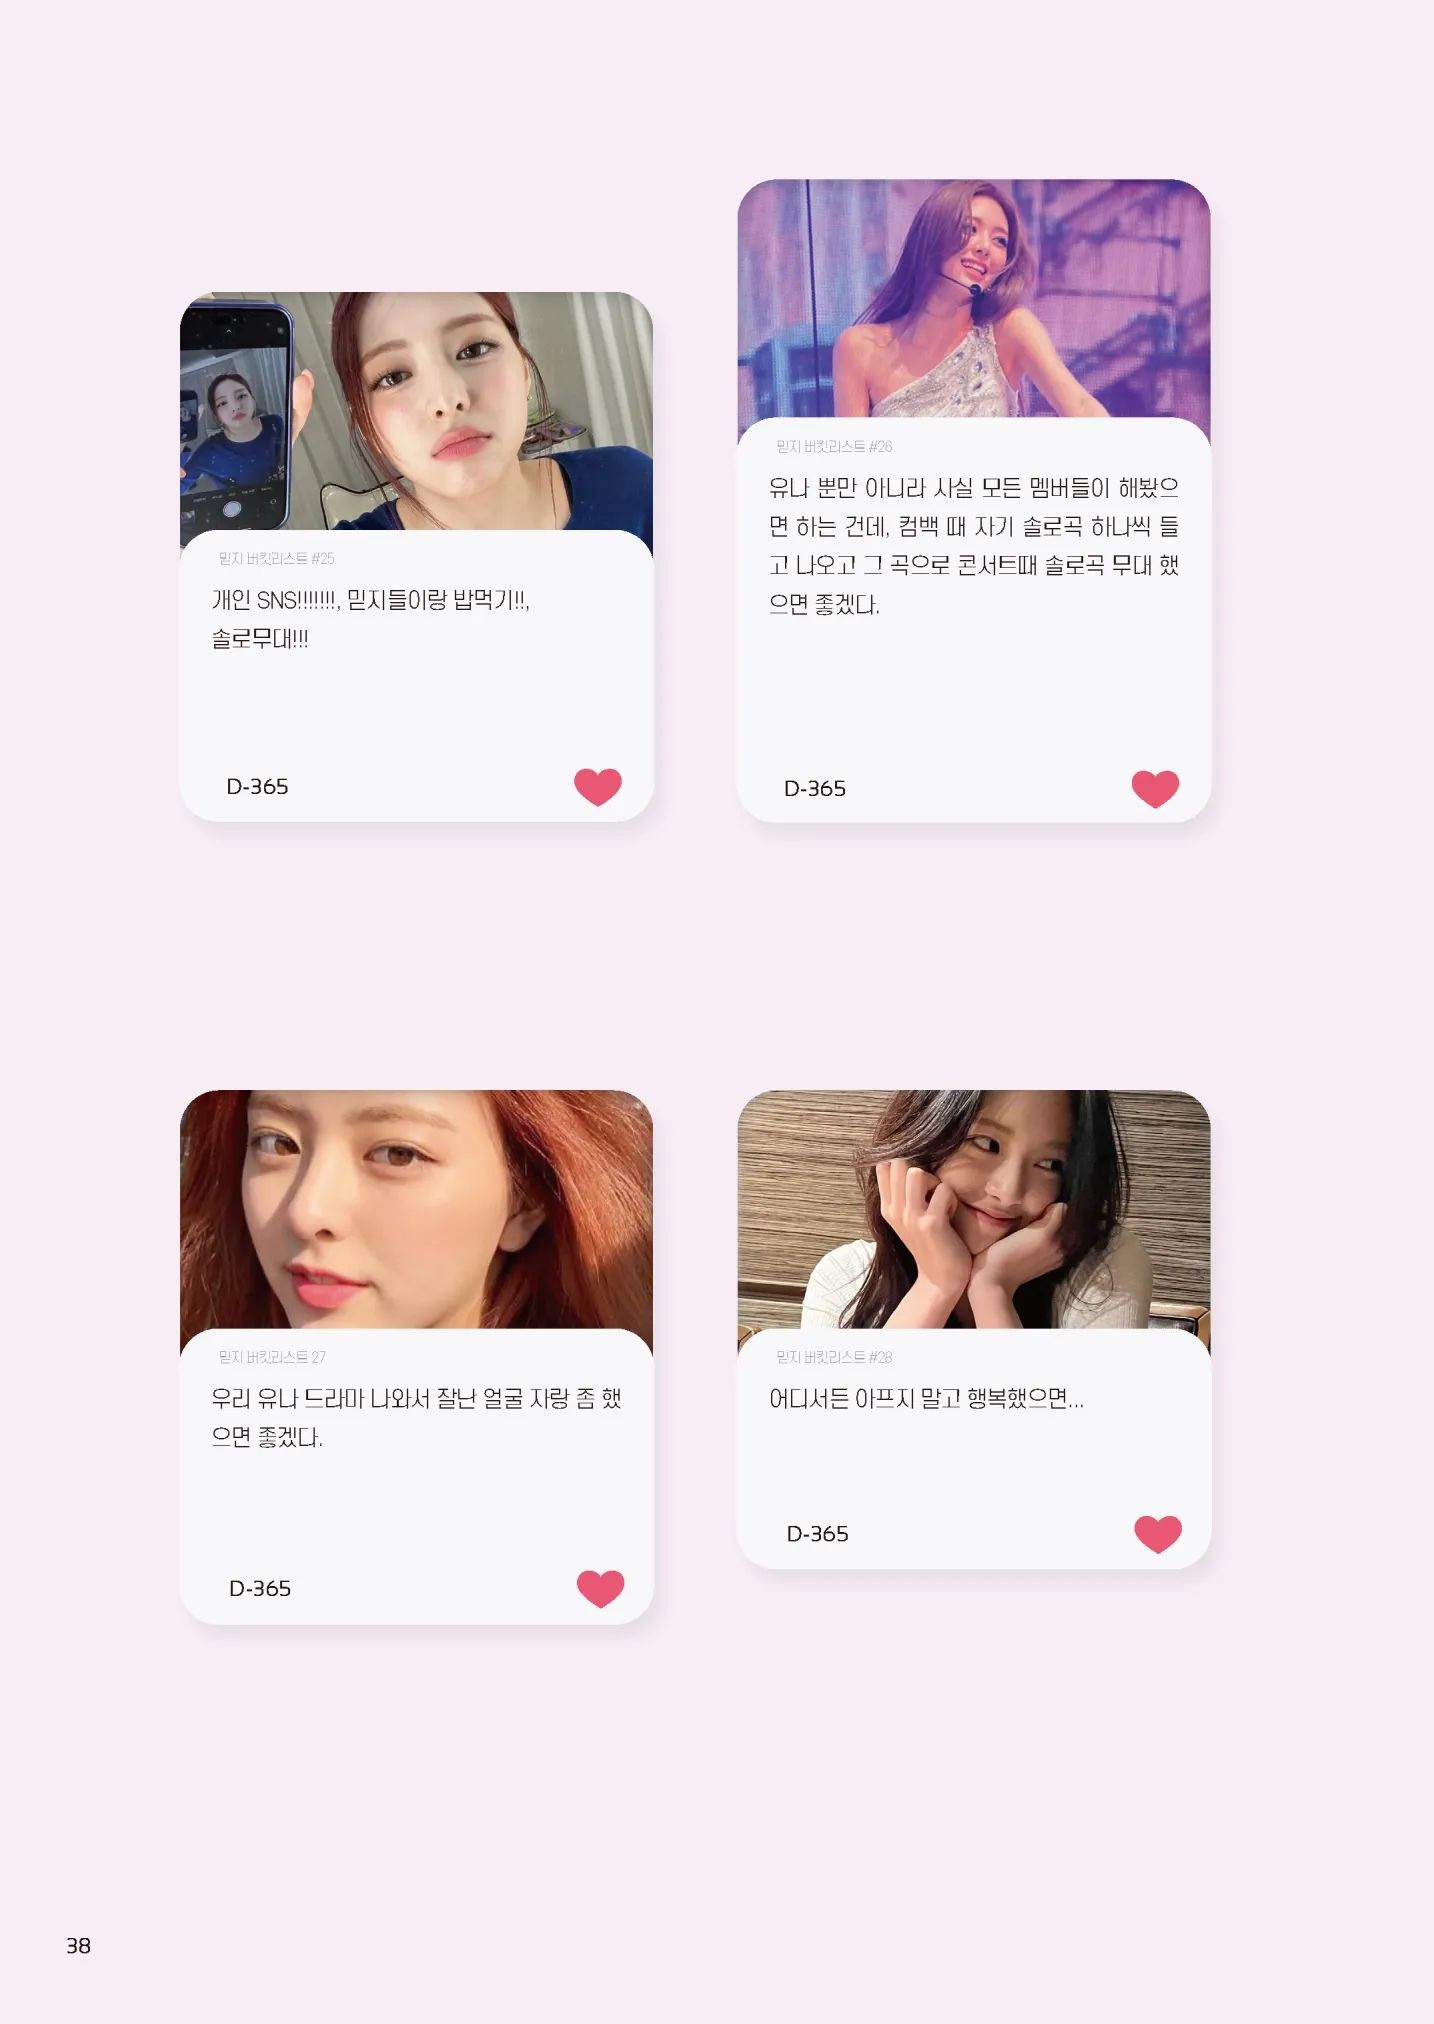 믿지 버킷리스트 #25
개인 SNS!!!!!!!, 믿지들이랑 밥먹기!!,
솔로무대!!!
D-365
믿지 버킷리스트 #26
유나 뿐만 아니라 사실 모든 멤버들이 해봤으
면 하는 건데, 컴백 때 자기 솔로곡 하나씩 들
고 나오고 그 곡으로 콘서트때 솔로곡 무대 했
으면 좋겠다.
D-365
믿지 버킷리스트 27
우리 유나 드라마 나와서 잘난 얼굴 자랑 좀 했
으면 좋겠다.
D-365
믿지 버킷리스트 #28
어디서든 아프지 말고 행복했으면...
D-365
38